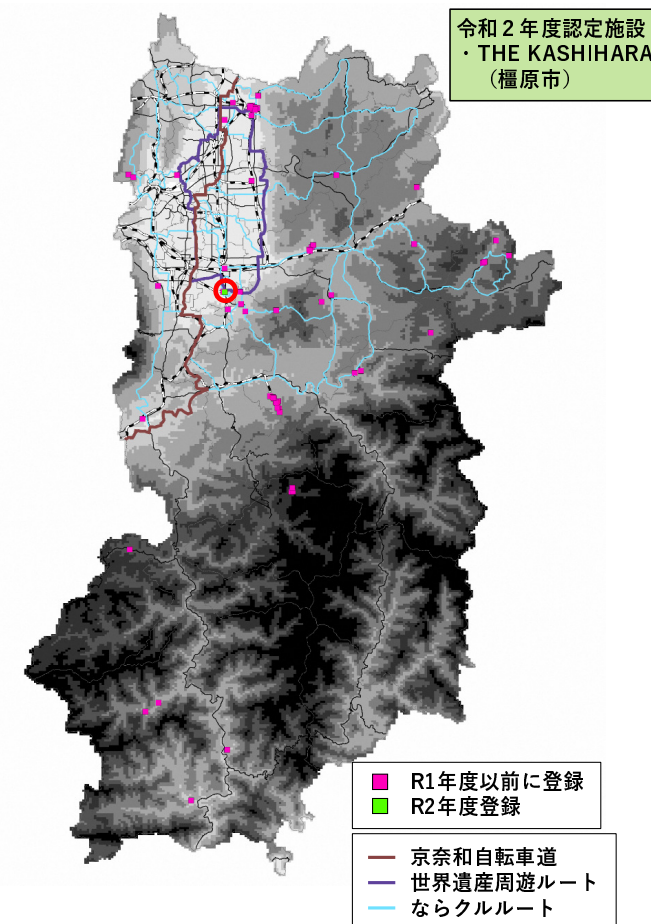 令和２年度認定施設
・THE KASHIHARA
（橿原市）
R1年度以前に登録
R2年度登録
京奈和自転車道
世界遺産周遊ルート
ならクルルート